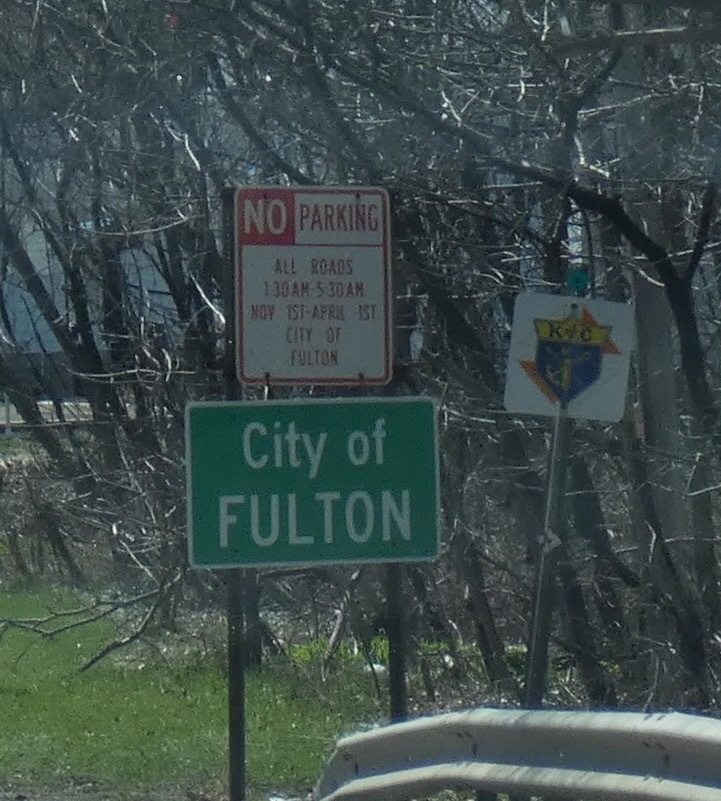 NO PARKING
ALL ROADS
1:30AM-5:30AM
NOV 1ST-APRIL 1ST
CITY OF
FULTON
City of
FULTON
K of C